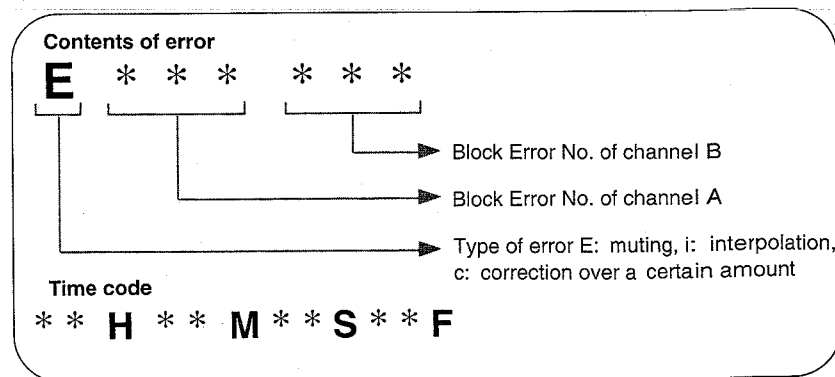 Contents of error
E * * * * * *
Block Error No. of channel B
Block Error No. of channel A
Type of error E: muting, i: interpolation,
c: correction over a certain amount
Time code
* * H * * M * * S * * F